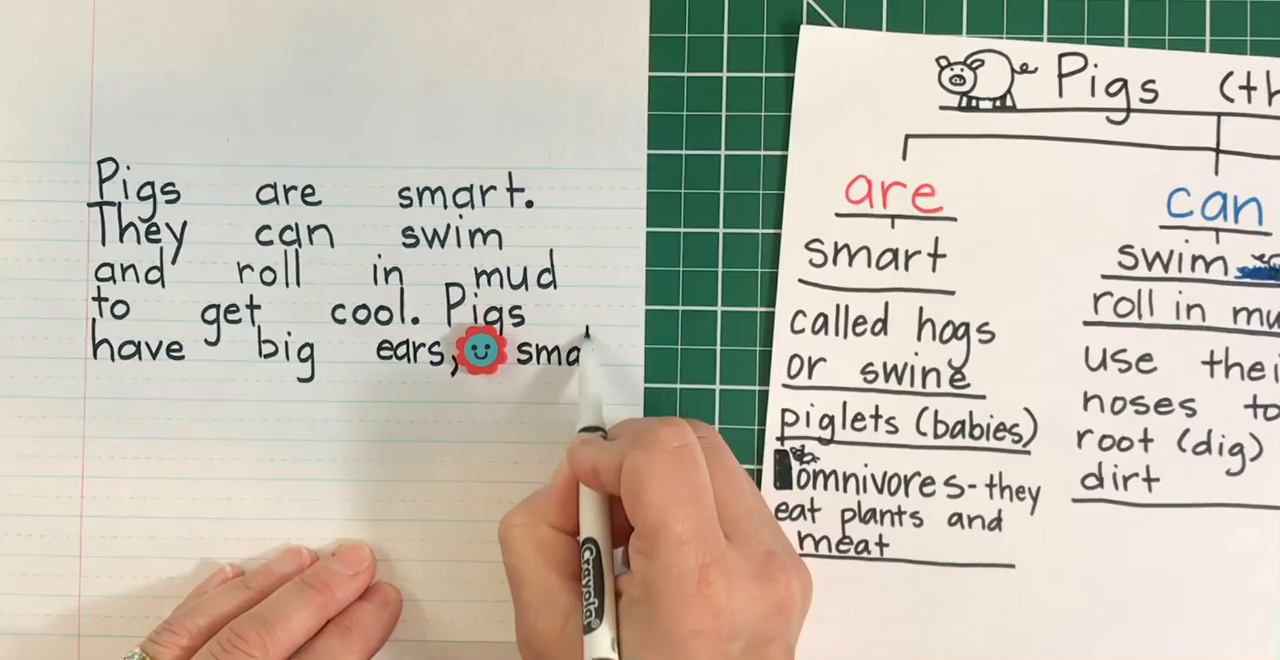 Pigs are smart.
They can swim
and roll in mud
to get cool. Pigs
have big ears, sma
Pigs (th
are
smart
called hogs
or swine
piglets (babies)
omnivores-they
eat plants and
meat
can
swim
roll in mu
use thei
noses to
root (dig)
dirt
Crayola